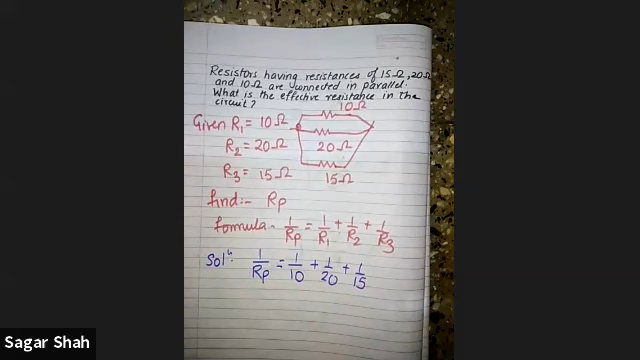 Resistors having resistances of 15Ω, 20Ω
and 10Ω are connected in parallel.
What is the effective resistance in the
circuit?
10Ω
Given R₁ = 10Ω
R₂ = 20Ω
20Ω
R₃ = 15Ω
15Ω
find:- Rp
formula - 1/Rp = 1/R₁ + 1/R₂ + 1/R₃
Solⁿ: 1/Rp = 1/10 + 1/20 + 1/15
Sagar Shah